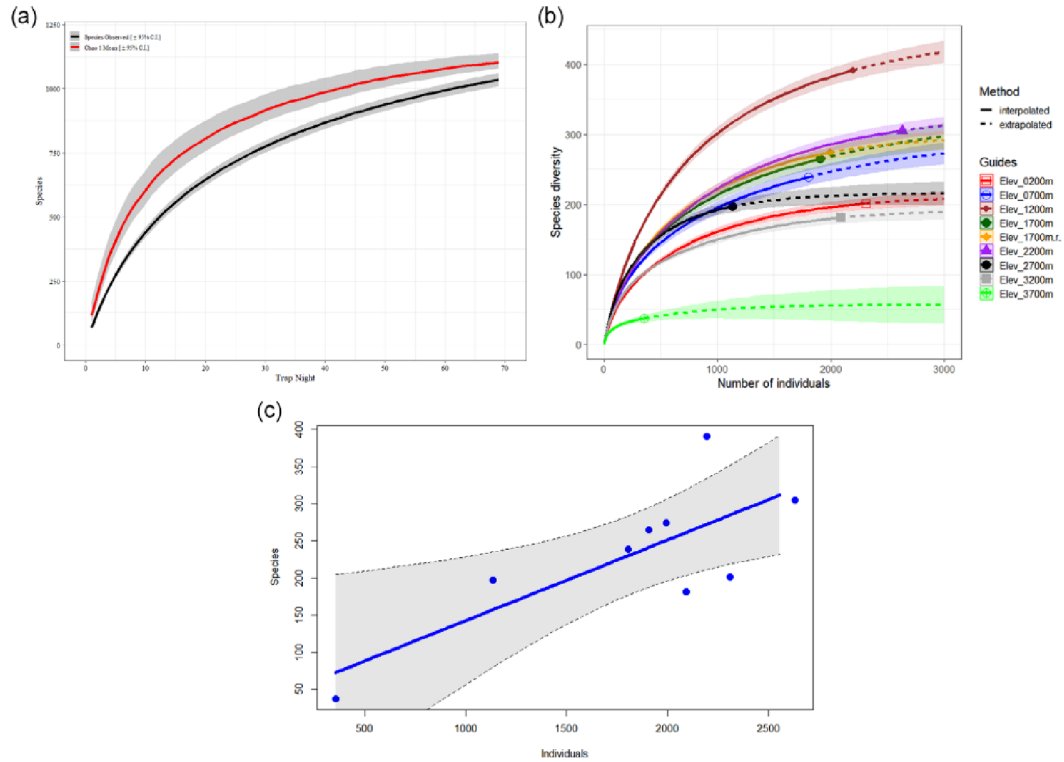 (a)
1250
1000
750
500
250
0
Species
Species Observed [ ± 95% C.I.]
Chao 1 Mean [ ± 95% C.I.]
0 10 20 30 40 50 60 70
Trap Night
(b)
400
300
200
100
0
Species diversity
0 1000 2000 3000
Number of individuals
Method
interpolated
extrapolated
Guides
Elev_0200m
Elev_0700m
Elev_1200m
Elev_1700m
Elev_1700m.r.
Elev_2200m
Elev_2700m
Elev_3200m
Elev_3700m
(c)
400
350
300
250
200
150
100
50
Species
500 1000 1500 2000 2500
Individuals